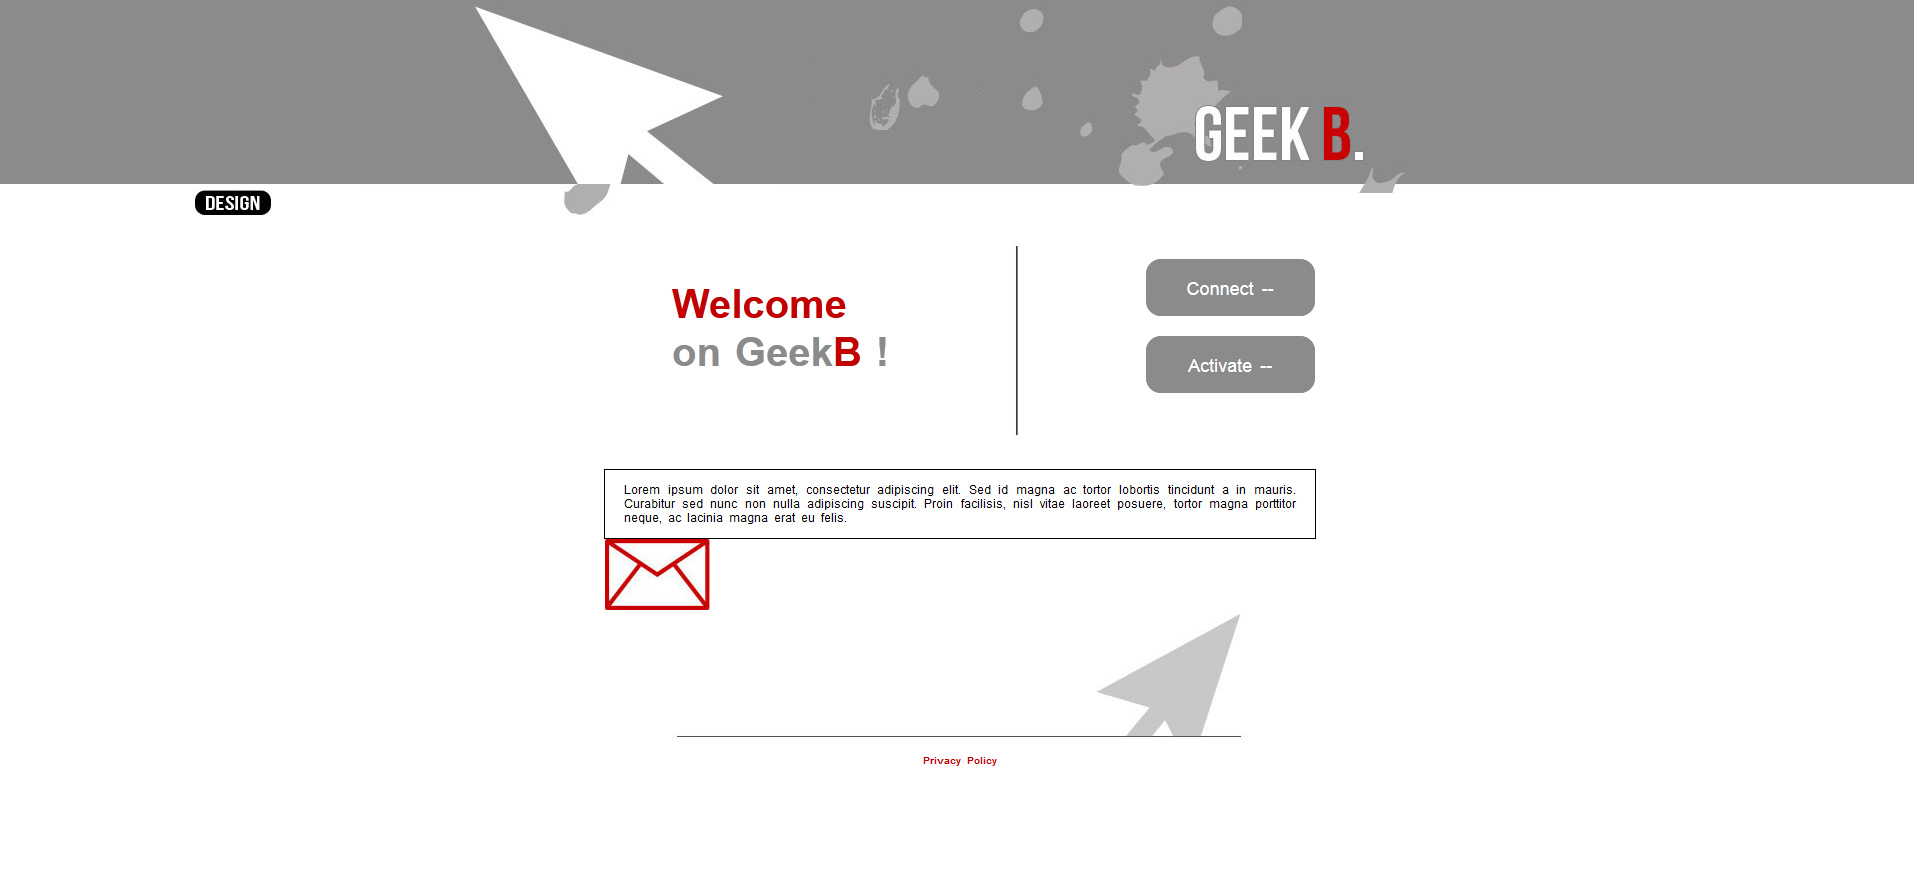 GEEK B.
DESIGN
Welcome
on GeekB !
Connect --
Activate --
Lorem ipsum dolor sit amet, consectetur adipiscing elit. Sed id magna ac tortor lobortis tincidunt a in mauris.
Curabitur sed nunc non nulla adipiscing suscipit. Proin facilisis, nisl vitae laoreet posuere, tortor magna porttitor
neque, ac lacinia magna erat eu felis.
Privacy Policy